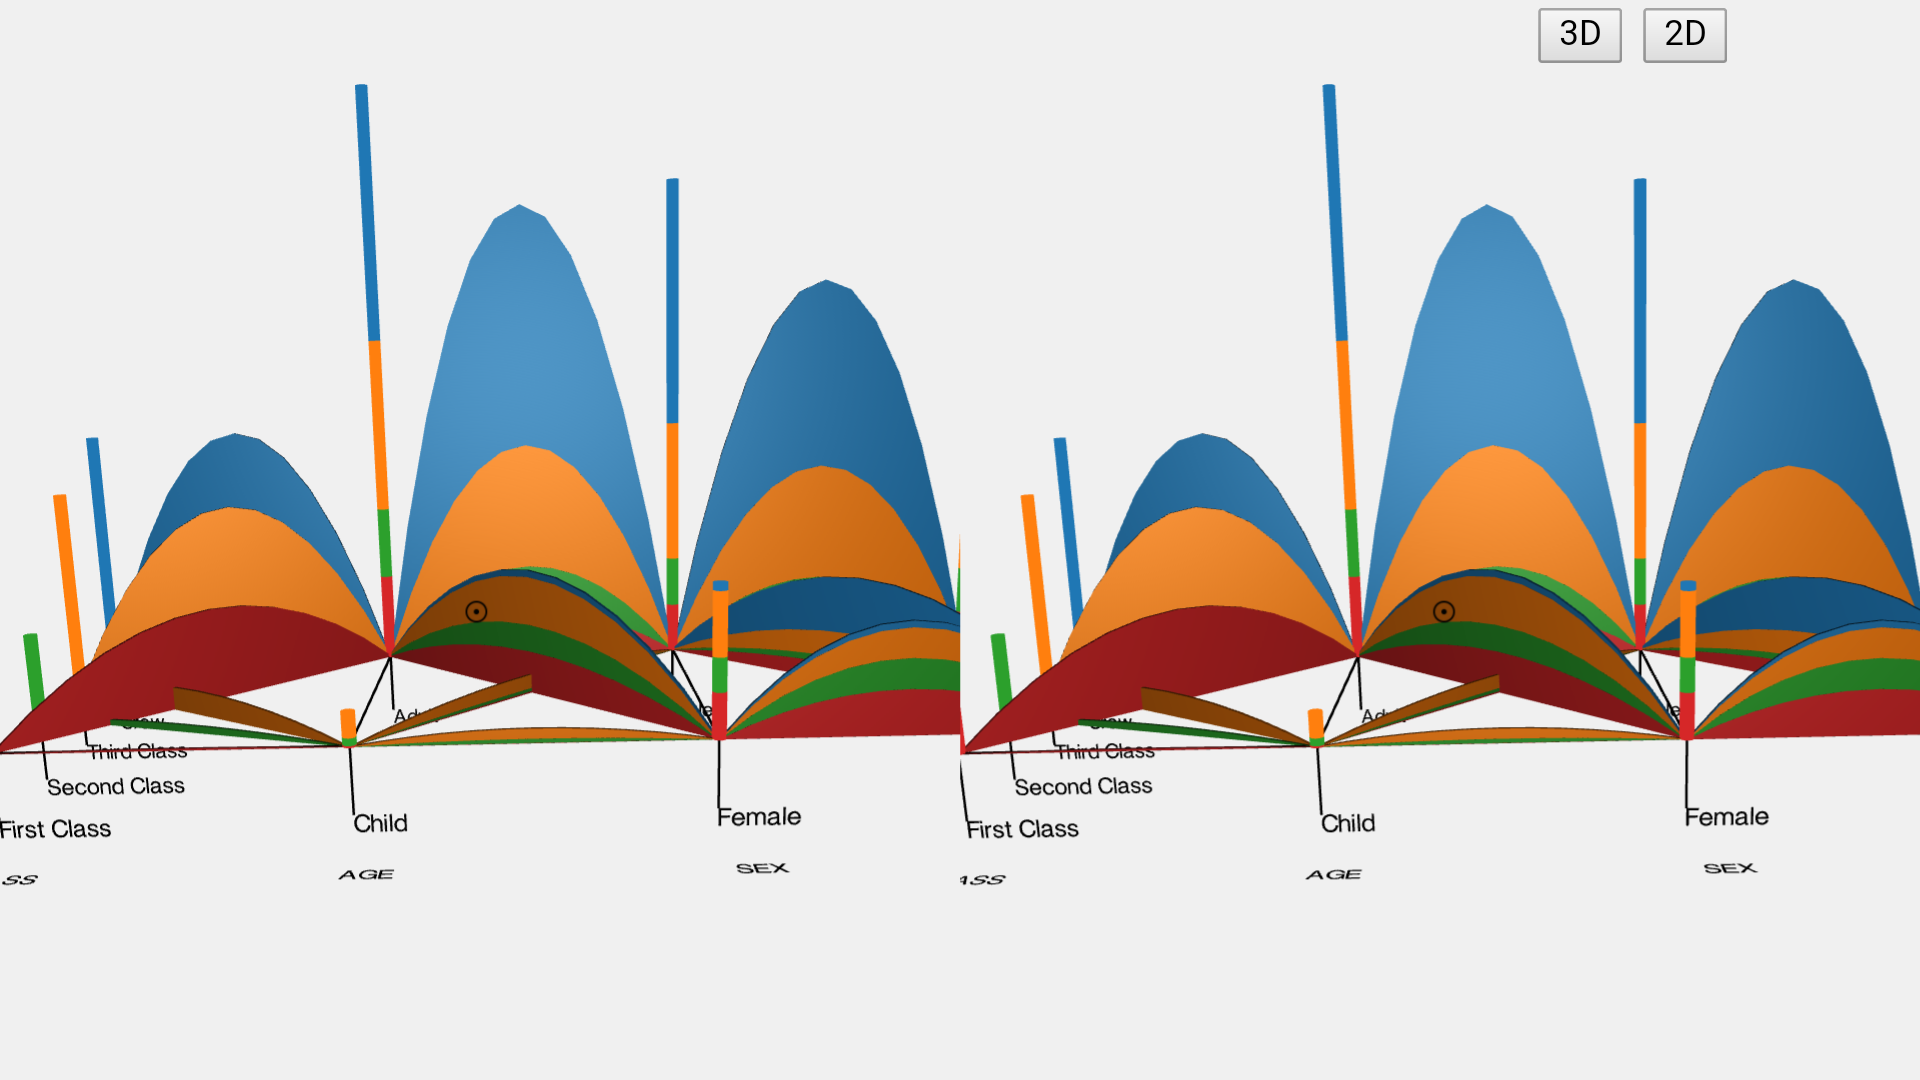 3D 2D
Third Class
Second Class
First Class
Child
Female
AGE
SEX
Third Class
Second Class
First Class
Child
Female
AGE
SEX